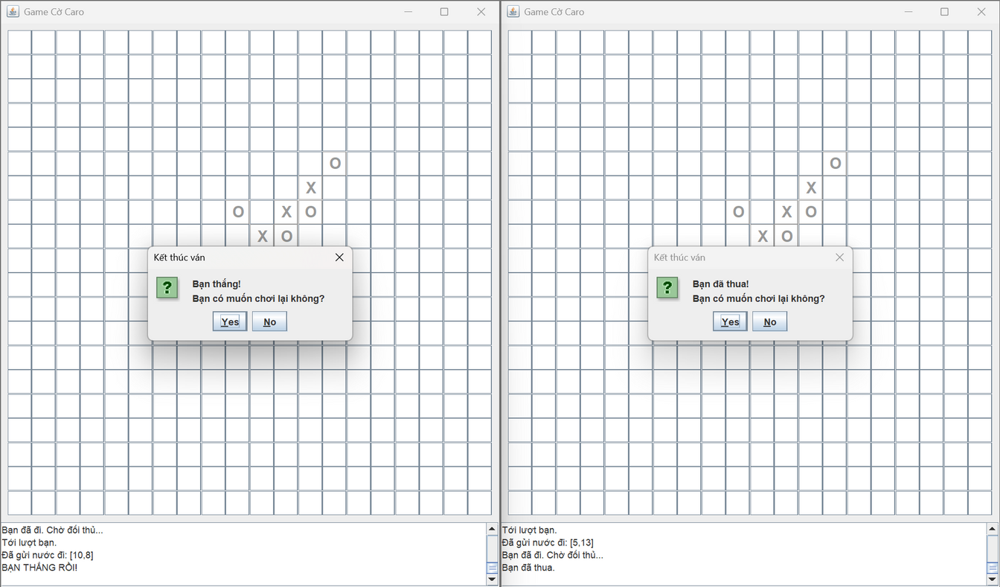 Game Cờ Caro
O
X
O X O
X O
Kết thúc ván
Bạn thắng!
Bạn có muốn chơi lại không?
Yes No
Bạn đã đi. Chờ đối thủ...
Tới lượt bạn.
Đã gửi nước đi: [10,8]
BẠN THẮNG RỒI!
Game Cờ Caro
O
X
O X O
X O
Kết thúc ván
Bạn đã thua!
Bạn có muốn chơi lại không?
Yes No
Tới lượt bạn.
Đã gửi nước đi: [5,13]
Bạn đã đi. Chờ đối thủ...
Bạn đã thua.